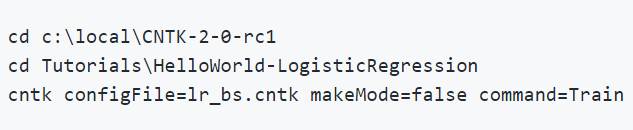 cd c:\local\CNTK-2-0-rc1
cd Tutorials\HelloWorld-LogisticRegression
cntk configFile=lr_bs.cntk makeMode=false command=Train